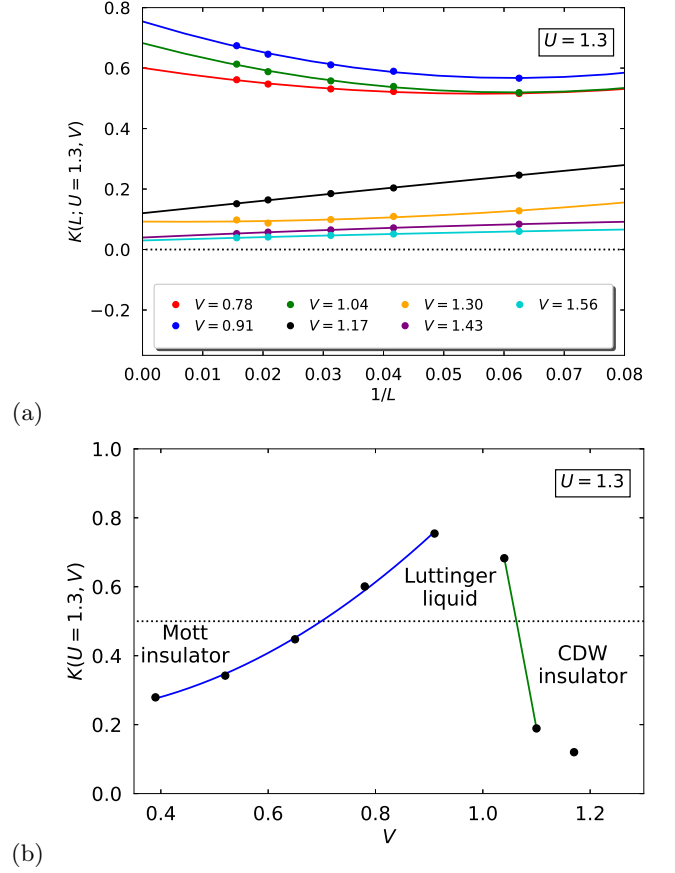 0.8
U = 1.3
0.6
0.4
0.2
0.0
−0.2
K(L; U = 1.3, V)
V = 0.78 V = 1.04 V = 1.30 V = 1.56
V = 0.91 V = 1.17 V = 1.43
0.00 0.01 0.02 0.03 0.04 0.05 0.06 0.07 0.08
1/L
(a)
1.0
U = 1.3
0.8
0.6
0.4
0.2
0.0
K(U = 1.3, V)
Luttinger
liquid
Mott
insulator
CDW
insulator
0.4 0.6 0.8 1.0 1.2
V
(b)